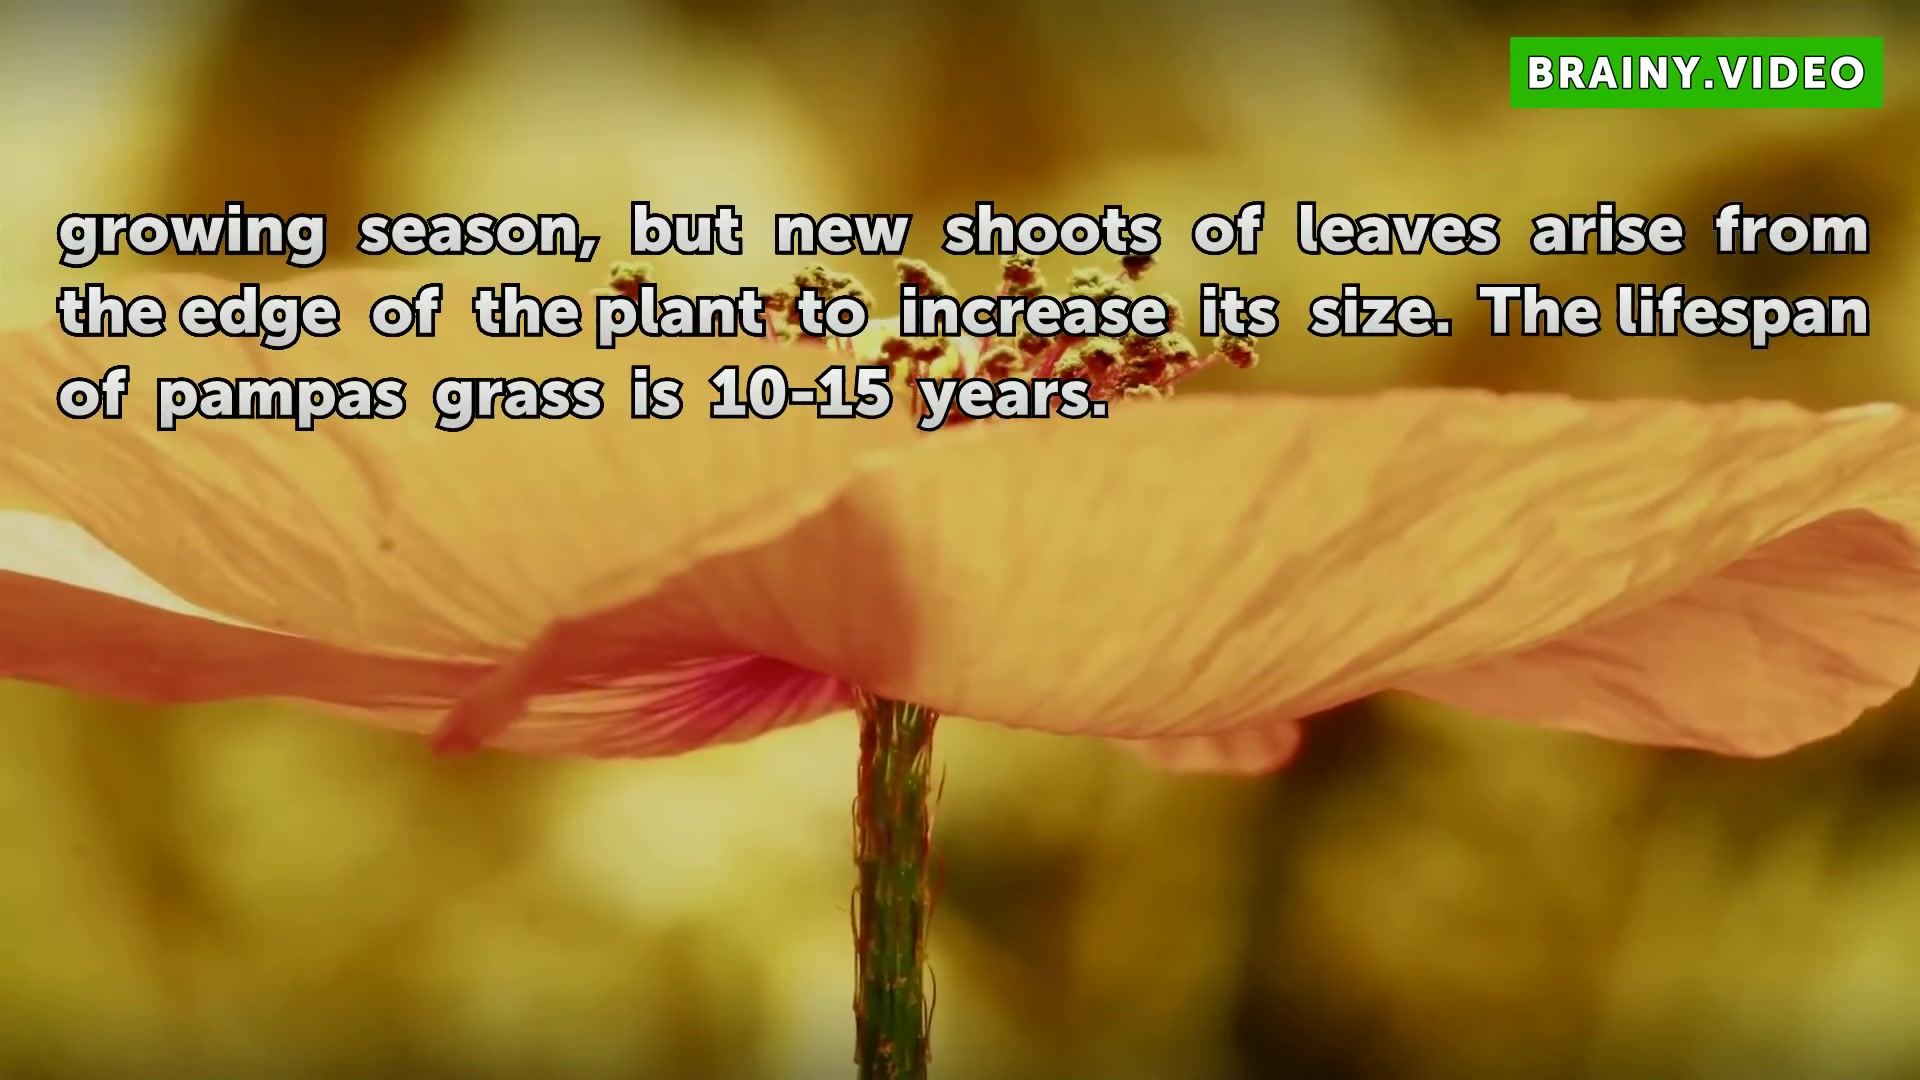 BRAINY.VIDEO
growing season, but new shoots of leaves arise from
the edge of the plant to increase its size. The lifespan
of pampas grass is 10-15 years.